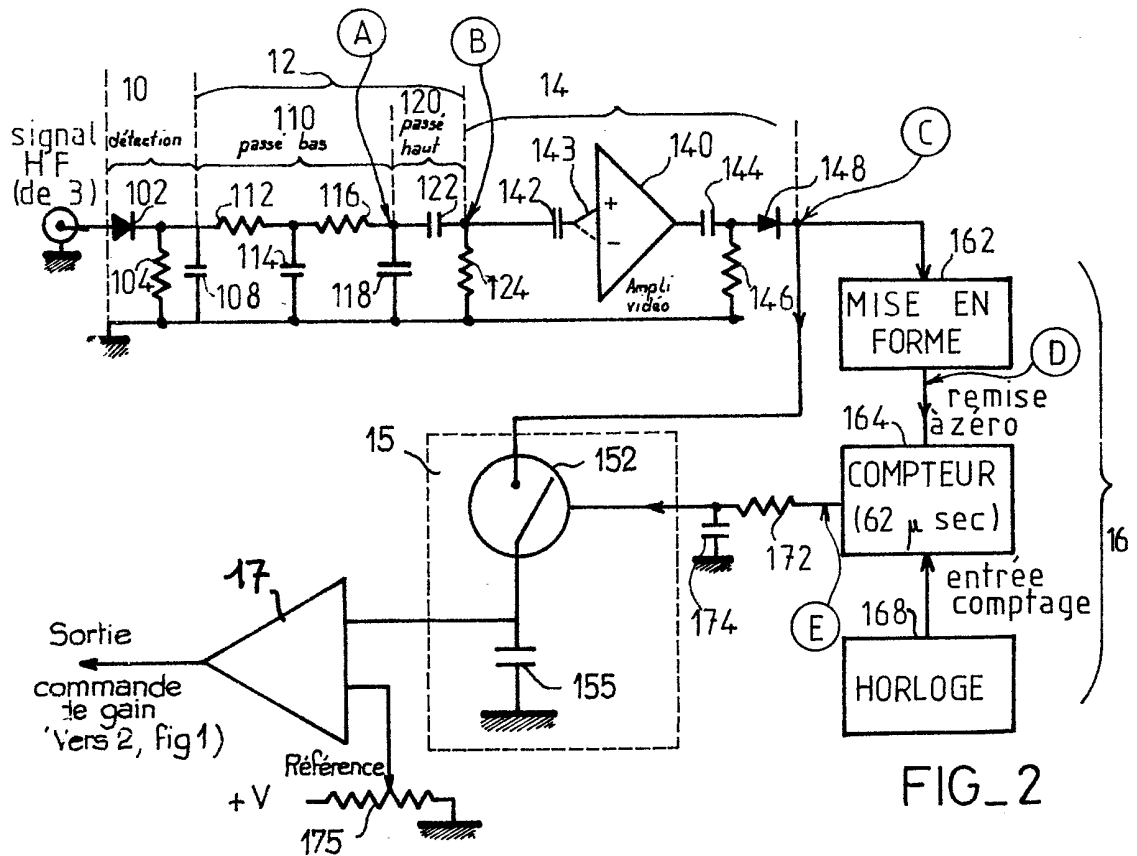 A
B
12
10
14
110
120
signal
HF
(de 3)
détection
passé bas
passé
haut
143
140
144
148
C
102
112
116
122
142
162
+
-
104
108
114
118
124
Ampli
vidéo
146
MISE EN
FORME
D
remise
à zéro
164
15
152
COMPTEUR
(62 µ sec)
16
172
174
E
entrée
comptage
168
HORLOGE
17
Sortie
commande
de gain
Vers 2, fig 1)
155
Référence
+ V
175
FIG_2